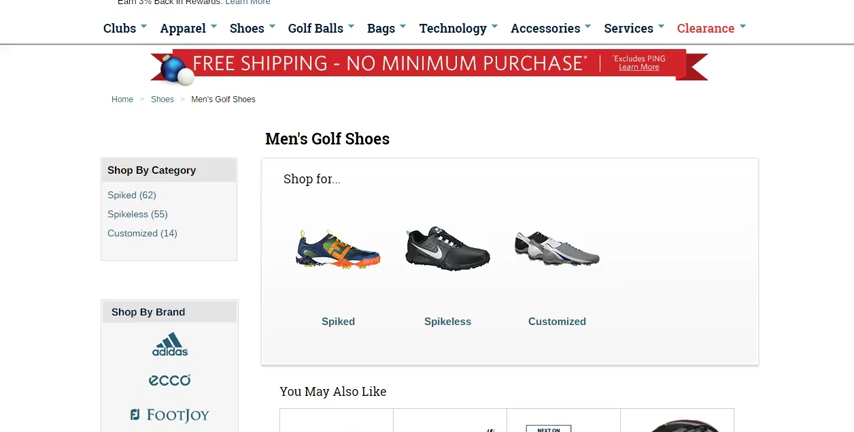 Earn 3% Back in Rewards. Learn More
Clubs Apparel Shoes Golf Balls Bags Technology Accessories Services Clearance
FREE SHIPPING - NO MINIMUM PURCHASE* | *Excludes PING
Learn More
Home > Shoes > Men's Golf Shoes
Men's Golf Shoes
Shop By Category
Spiked (62)
Spikeless (55)
Customized (14)
Shop for...
Spiked Spikeless Customized
Shop By Brand
adidas
ecco
FJ FOOTJOY
You May Also Like
NEXT ON